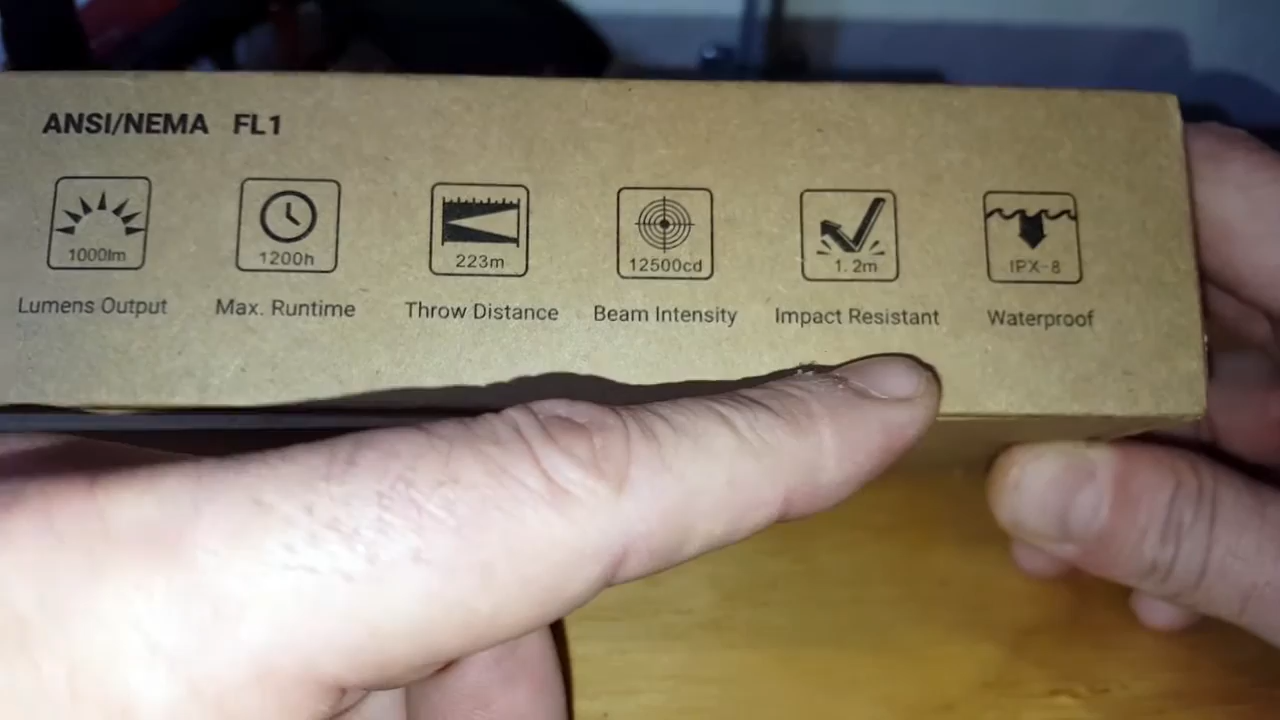 ANSI/NEMA FL1
1000lm 1200h 223m 12500cd 1.2m IPX-8
Lumens Output Max. Runtime Throw Distance Beam Intensity Impact Resistant Waterproof